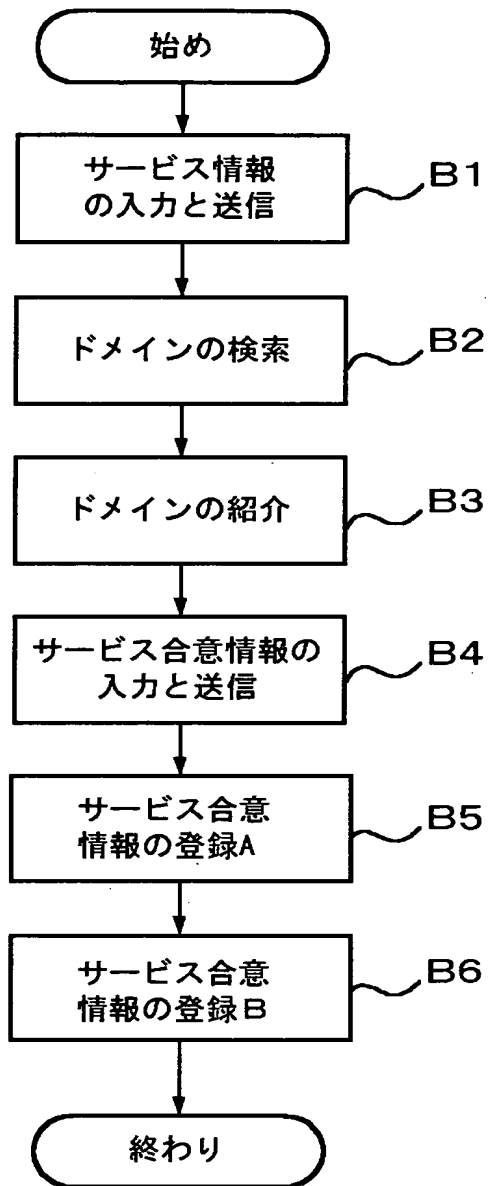 始め
サービス情報
の入力と送信
B1
ドメインの検索
B2
ドメインの紹介
B3
サービス合意情報の
入力と送信
B4
サービス合意
情報の登録A
B5
サービス合意
情報の登録B
B6
終わり